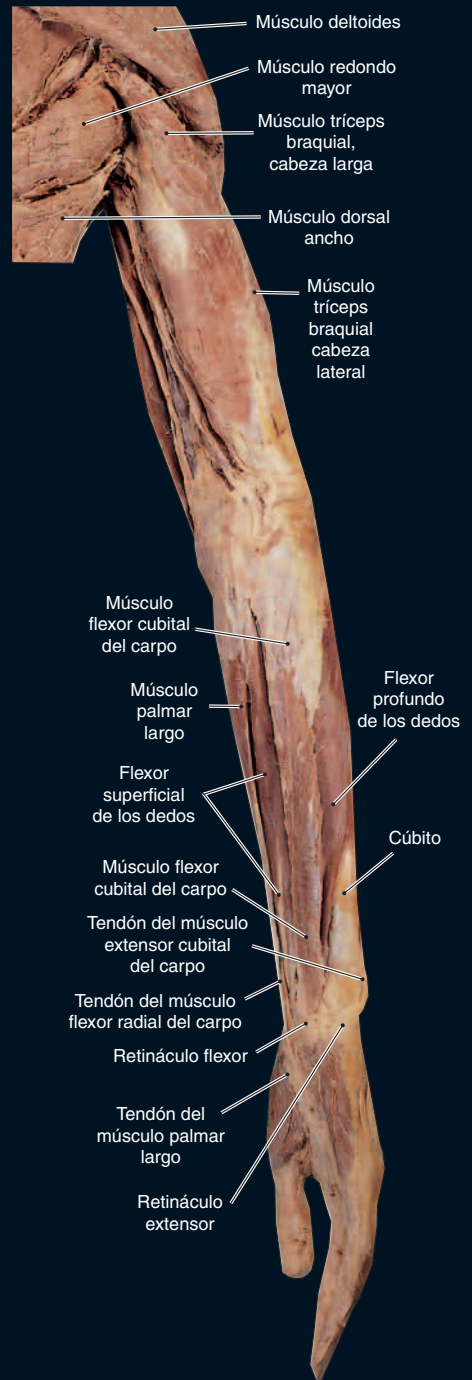 Músculo deltoides
Músculo redondo
mayor
Músculo tríceps
braquial,
cabeza larga
Músculo dorsal
ancho
Músculo
tríceps
braquial
cabeza
lateral
Músculo
flexor cubital
del carpo
Flexor
profundo
de los dedos
Músculo
palmar
largo
Flexor
superficial
de los dedos
Cúbito
Músculo flexor
cubital del carpo
Tendón del músculo
extensor cubital
del carpo
Tendón del músculo
flexor radial del carpo
Retináculo flexor
Tendón del
músculo palmar
largo
Retináculo
extensor